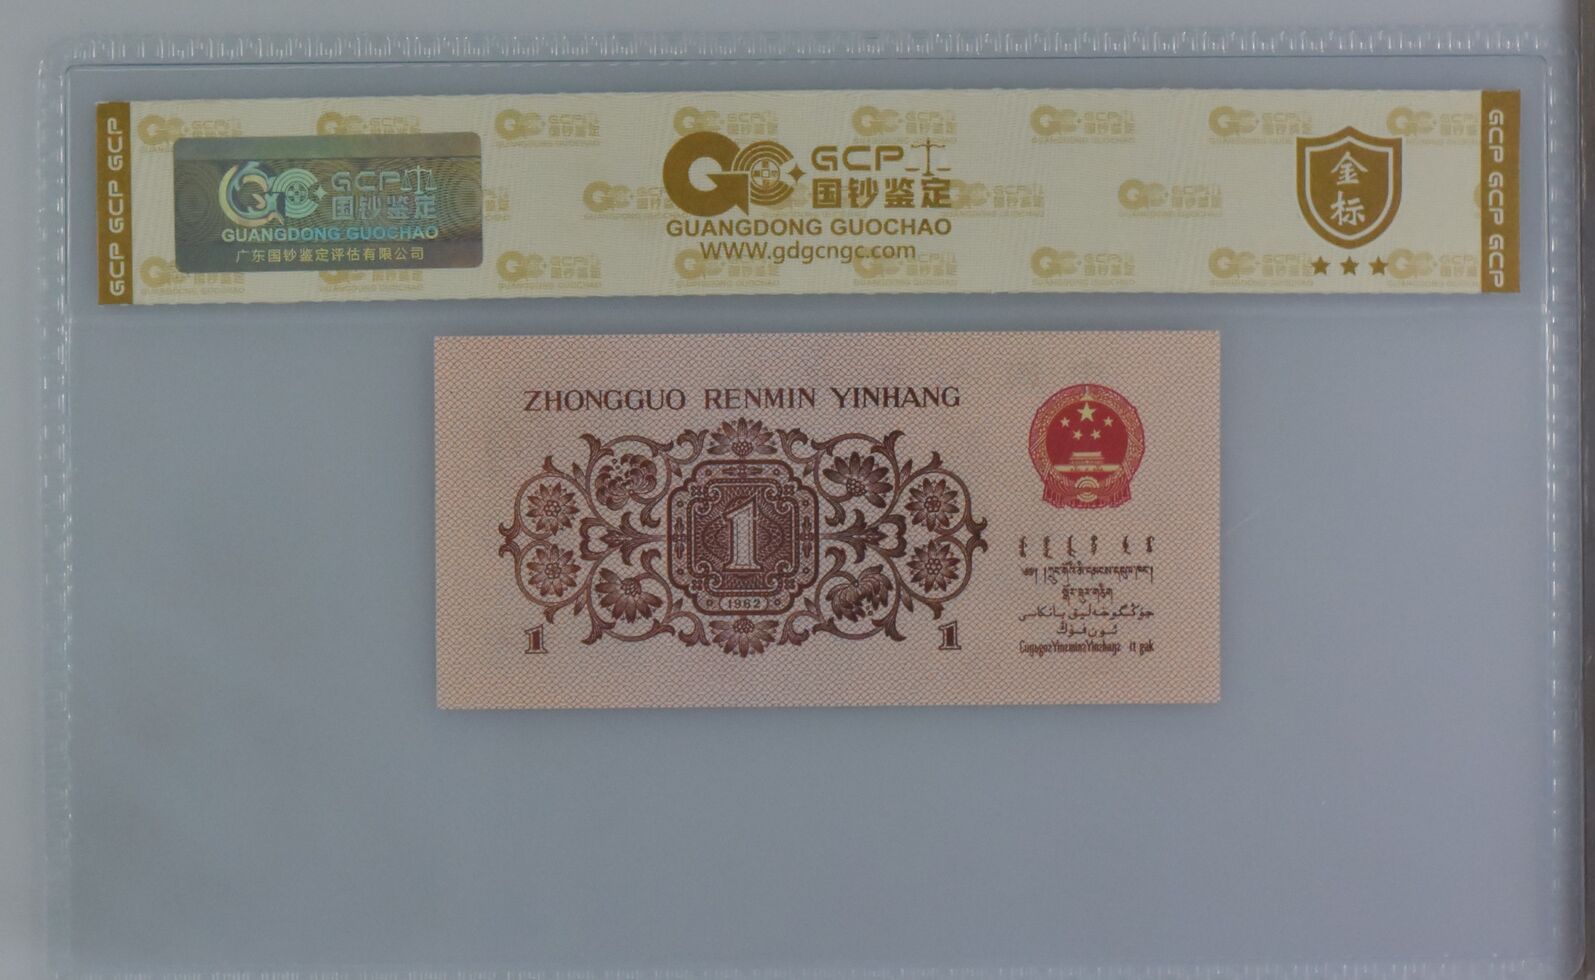 GCP GCP GCP
GCP
国钞鉴定
GUANGDONG GUOCHAO
广东国钞鉴定评估有限公司
GCP
国钞鉴定
GUANGDONG GUOCHAO
WWW.gdgcngc.com
金标
GCP GCP GCP
ZHONGGUO RENMIN YINHANG
1
1962
1
1